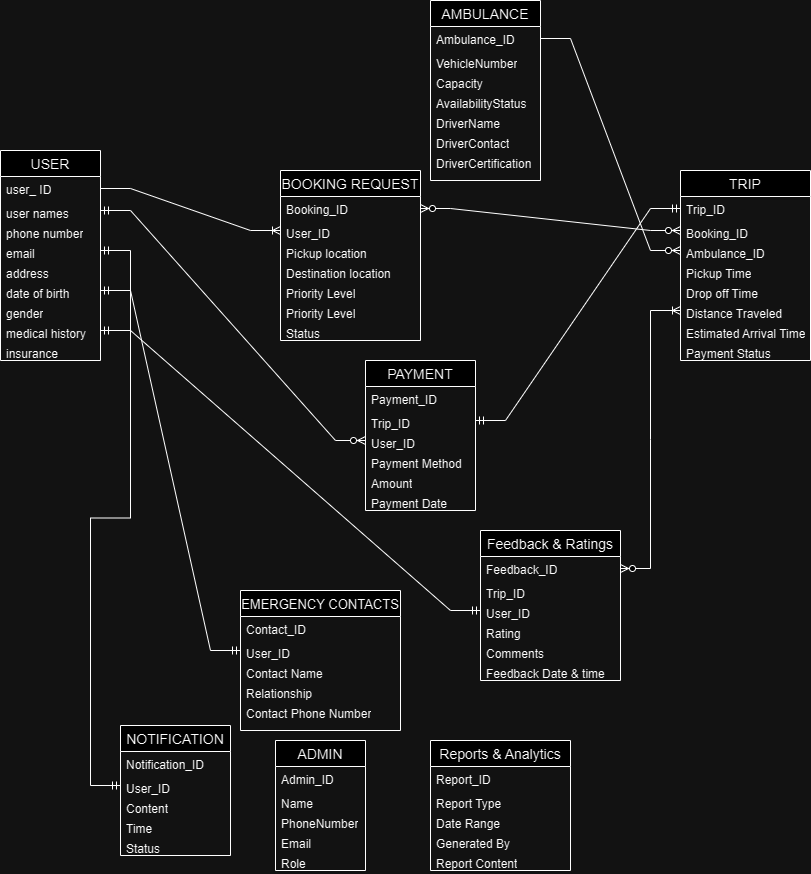 AMBULANCE
Ambulance_ID
VehicleNumber
Capacity
AvailabilityStatus
DriverName
DriverContact
DriverCertification
USER
user_ ID
user names
phone number
email
address
date of birth
gender
medical history
insurance
BOOKING REQUEST
Booking_ID
User_ID
Pickup location
Destination location
Priority Level
Priority Level
Status
TRIP
Trip_ID
Booking_ID
Ambulance_ID
Pickup Time
Drop off Time
Distance Traveled
Estimated Arrival Time
Payment Status
PAYMENT
Payment_ID
Trip_ID
User_ID
Payment Method
Amount
Payment Date
Feedback & Ratings
Feedback_ID
Trip_ID
User_ID
Rating
Comments
Feedback Date & time
EMERGENCY CONTACTS
Contact_ID
User_ID
Contact Name
Relationship
Contact Phone Number
NOTIFICATION
Notification_ID
User_ID
Content
Time
Status
ADMIN
Admin_ID
Name
PhoneNumber
Email
Role
Reports & Analytics
Report_ID
Report Type
Date Range
Generated By
Report Content